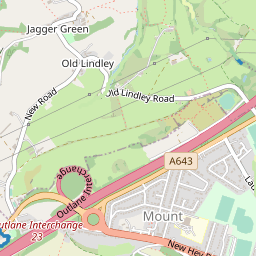 Jagger Green
Old Lindley
Old Lindley Road
New Road
A643
Outlane Interchange
Mount
Outlane Interchange
23
New Hey